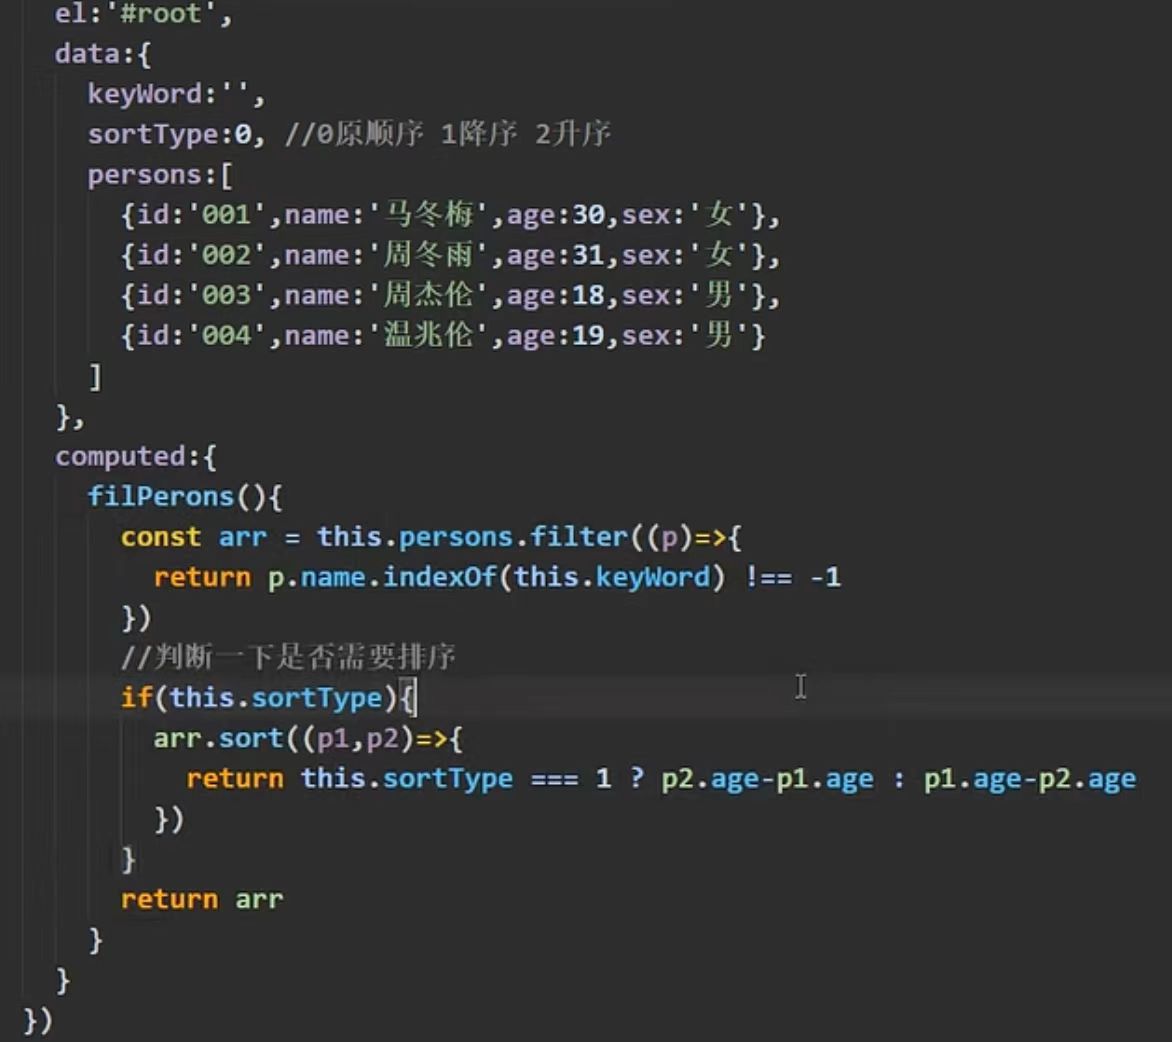 el:'#root',
data:{
keyWord:'',
sortType:0, //0原顺序 1降序 2升序
persons:[
{id:'001',name:'马冬梅',age:30,sex:'女'},
{id:'002',name:'周冬雨',age:31,sex:'女'},
{id:'003',name:'周杰伦',age:18,sex:'男'},
{id:'004',name:'温兆伦',age:19,sex:'男'}
]
},
computed:{
filPerons(){
const arr = this.persons.filter((p)=>{
return p.name.indexOf(this.keyWord) !== -1
})
//判断一下是否需要排序
if(this.sortType){
arr.sort((p1,p2)=>{
return this.sortType === 1 ? p2.age-p1.age : p1.age-p2.age
})
}
return arr
}
}
})